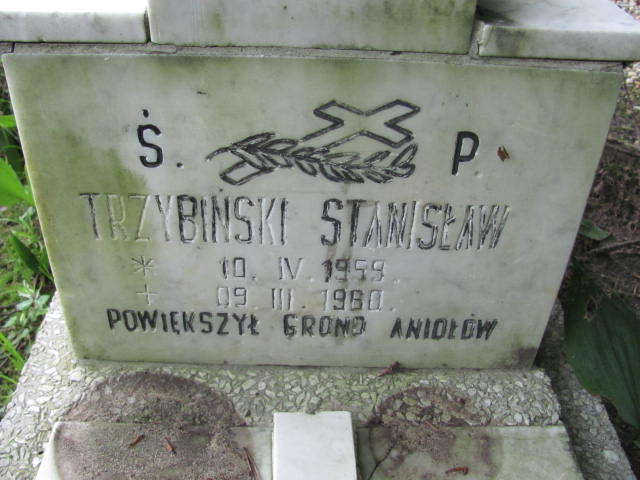 Ś. P
TRZYBIŃSKI STANISŁAW
* 10. IV. 1959.
+ 09. III. 1960.
POWIĘKSZYŁ GRONO ANIOŁÓW